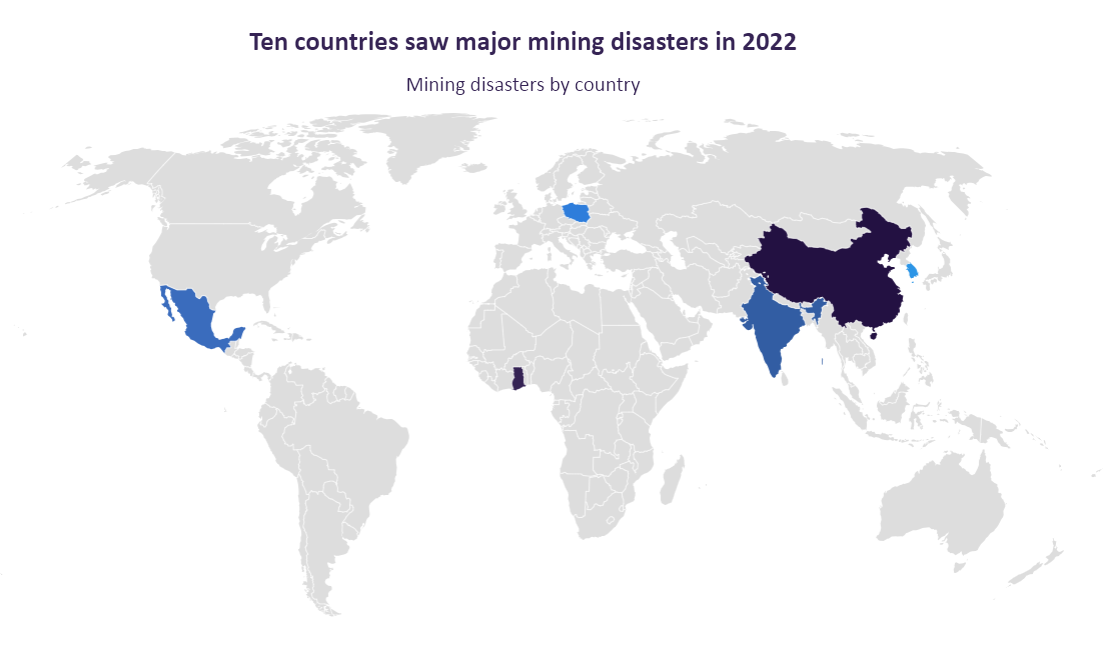 Ten countries saw major mining disasters in 2022
Mining disasters by country